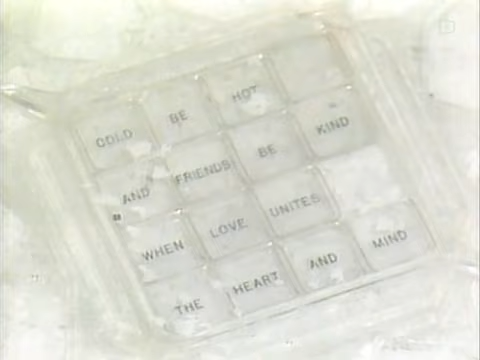 COLD BE HOT
AND FRIENDS BE KIND
WHEN LOVE UNITES
THE HEART AND MIND